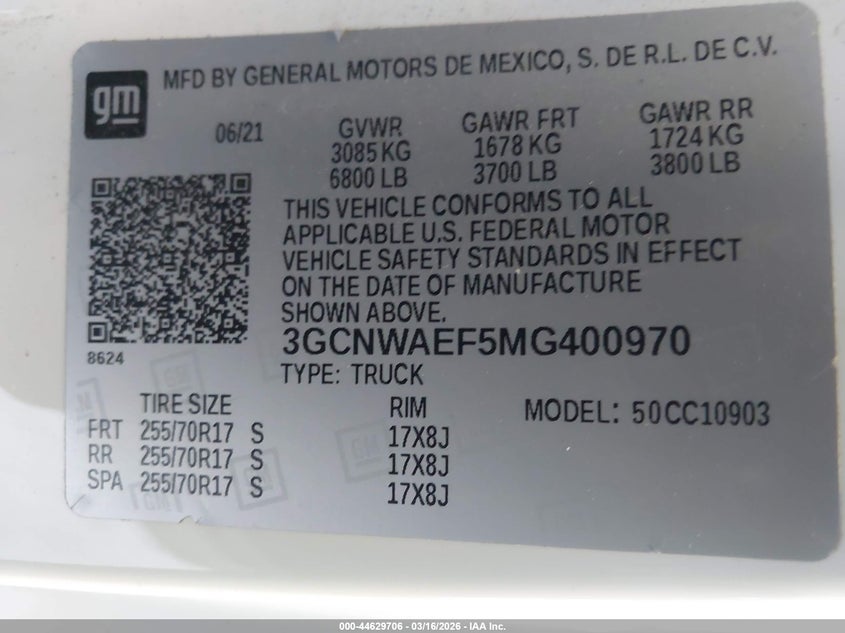 gm
MFD BY GENERAL MOTORS DE MEXICO, S. DE R.L. DE C.V.
06/21
GVWR GAWR FRT GAWR RR
3085 KG 1678 KG 1724 KG
6800 LB 3700 LB 3800 LB
THIS VEHICLE CONFORMS TO ALL
APPLICABLE U.S. FEDERAL MOTOR
VEHICLE SAFETY STANDARDS IN EFFECT
ON THE DATE OF MANUFACTURE
SHOWN ABOVE.
8624
3GCNWAEF5MG400970
TYPE: TRUCK
TIRE SIZE RIM MODEL: 50CC10903
FRT 255/70R17 S 17X8J
RR 255/70R17 S 17X8J
SPA 255/70R17 S 17X8J
GM
GM
GM
GM
000-44629706 - 03/16/2026 - IAA Inc.